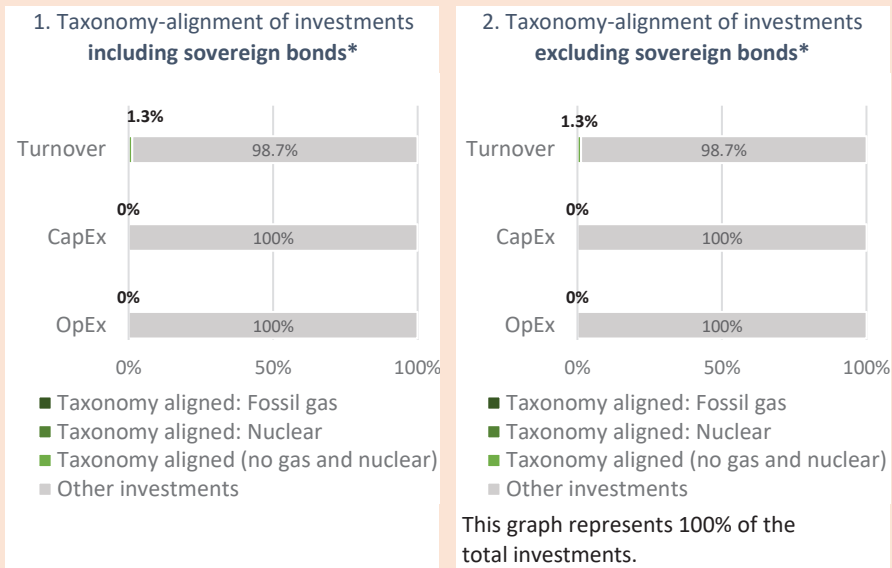 1. Taxonomy-alignment of investments
including sovereign bonds*
1.3%
Turnover
98.7%
0%
CapEx
100%
0%
OpEx
100%
0%
50%
100%
■ Taxonomy aligned: Fossil gas
■ Taxonomy aligned: Nuclear
■ Taxonomy aligned (no gas and nuclear)
■ Other investments
2. Taxonomy-alignment of investments
excluding sovereign bonds*
1.3%
Turnover
98.7%
0%
CapEx
100%
0%
OpEx
100%
0%
50%
100%
■ Taxonomy aligned: Fossil gas
■ Taxonomy aligned: Nuclear
■ Taxonomy aligned (no gas and nuclear)
■ Other investments
This graph represents 100% of the
total investments.